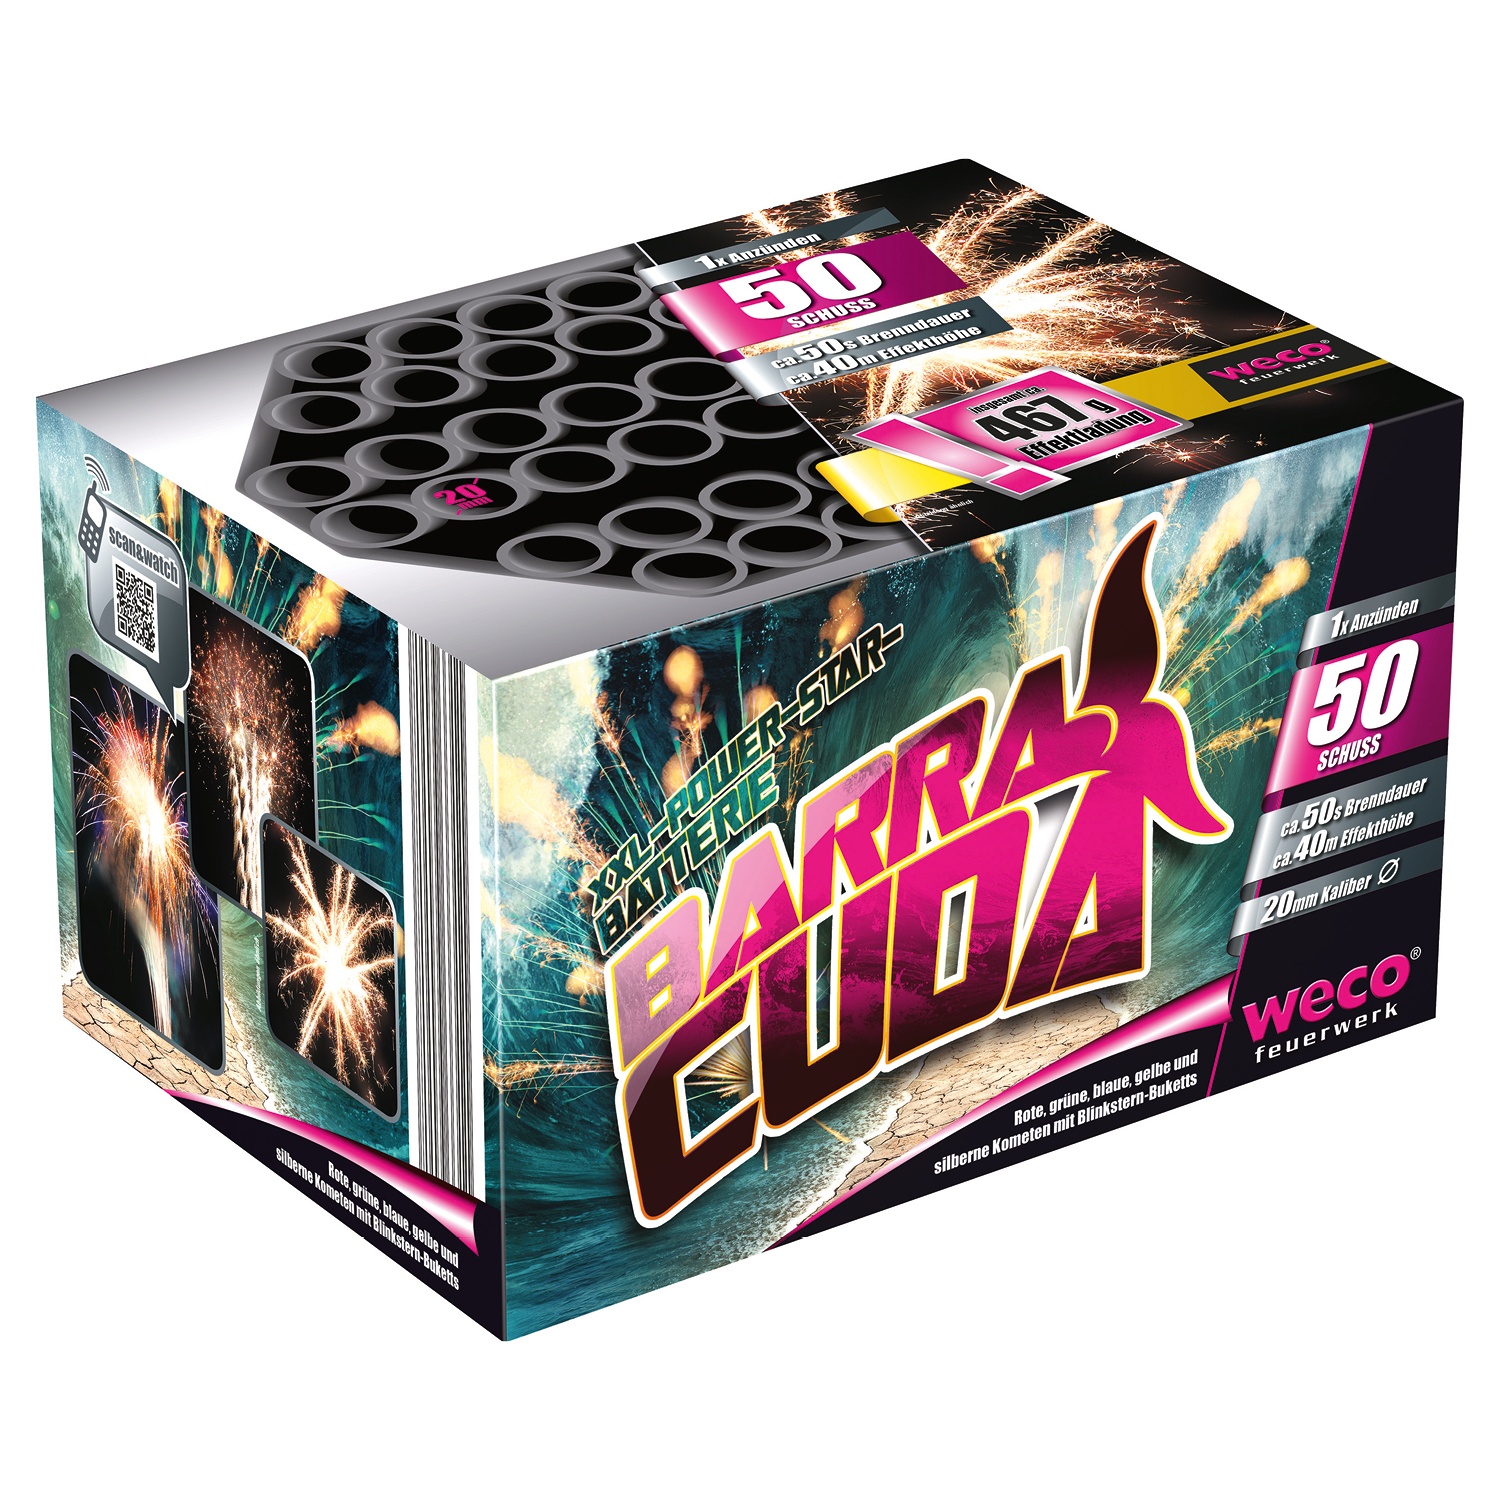 1x Anzünden
50
SCHUSS
ca. 50s Brenndauer
ca. 40m Effekthöhe
weco®
feuerwerk
insgesamt ca.
467 g
Effektladung
!
20
mm
scan&watch
Rote, grüne, blaue, gelbe und
silberne Kometen mit Blinkstern-Buketts
XXL-POWER-STAR-
BATTERIE
BARRA
CUDA
1x Anzünden
50
SCHUSS
ca. 50s Brenndauer
ca. 40m Effekthöhe
20mm Kaliber Ø
weco®
feuerwerk
Rote, grüne, blaue, gelbe und
silberne Kometen mit Blinkstern-Buketts